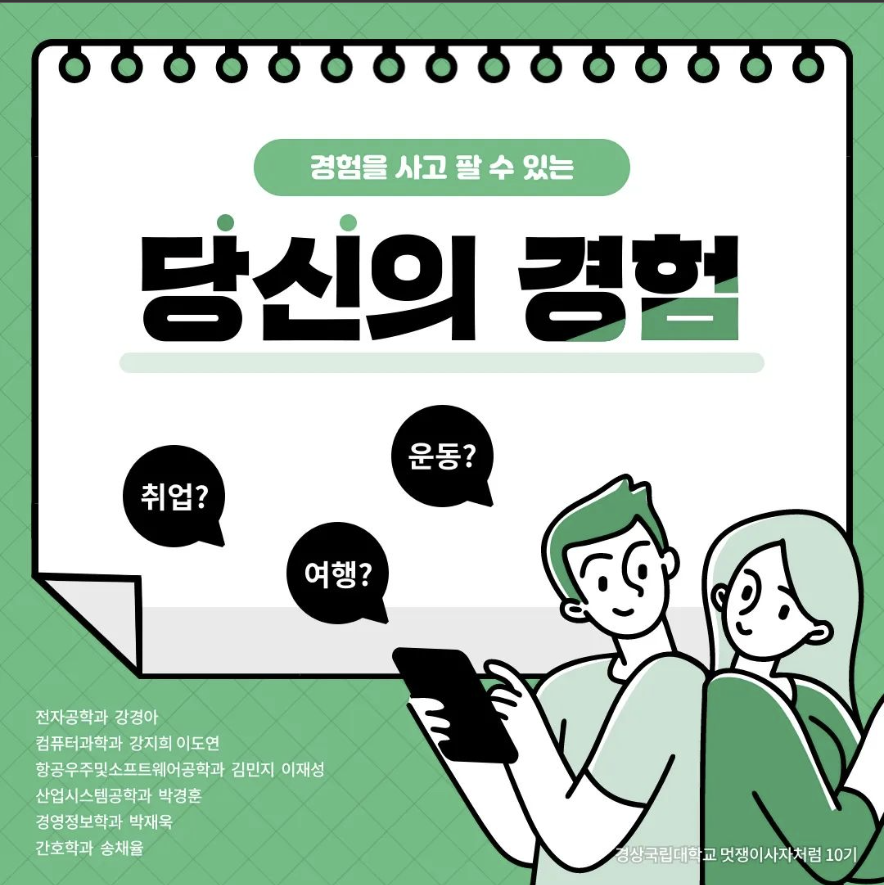 경험을 사고 팔 수 있는
당신의 경험
운동?
취업?
여행?
전자공학과 강경아
컴퓨터과학과 강지희 이도연
항공우주및소프트웨어공학과 김민지 이재성
산업시스템공학과 박경훈
경영정보학과 박재욱
간호학과 송채율
경상국립대학교 멋쟁이사자처럼 10기